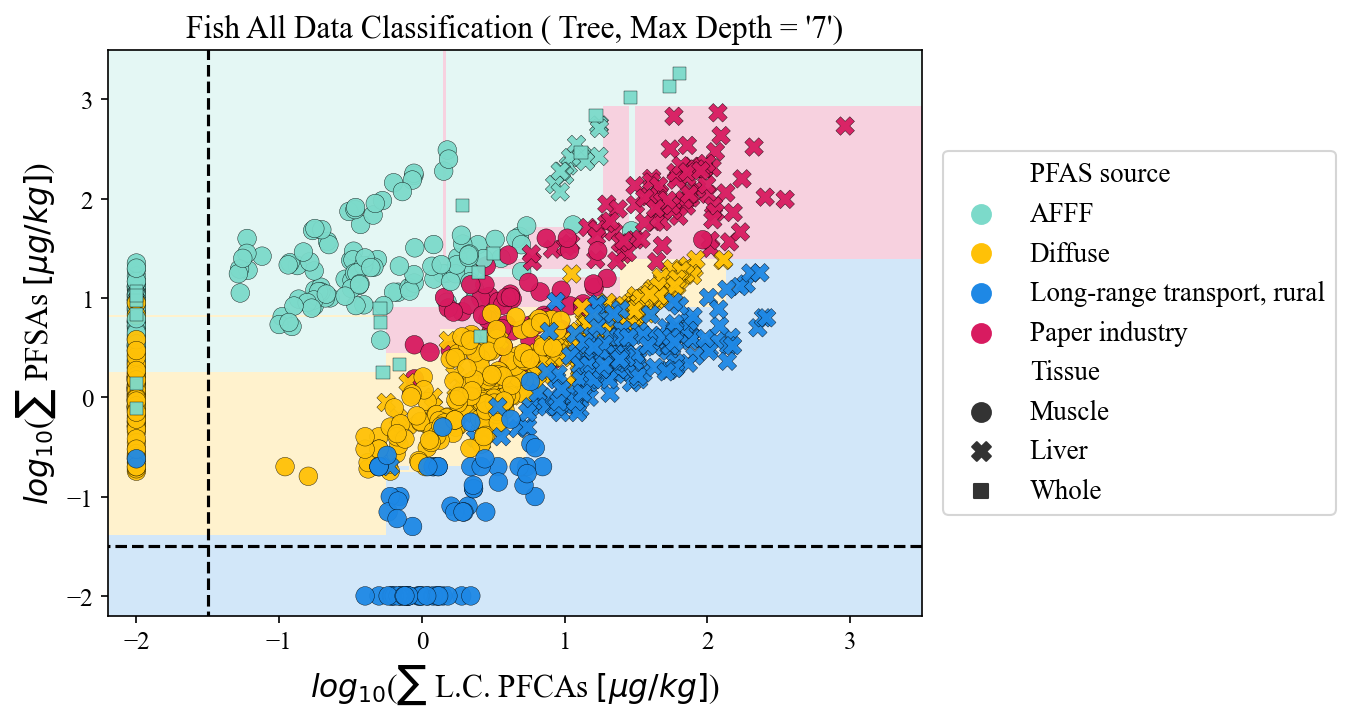 Fish All Data Classification ( Tree, Max Depth = '7')
3
2
1
0
−1
−2
log10(∑ PFSAs [μg/kg])
−2 −1 0 1 2 3
log10(∑ L.C. PFCAs [μg/kg])
PFAS source
AFFF
Diffuse
Long-range transport, rural
Paper industry
Tissue
Muscle
Liver
Whole